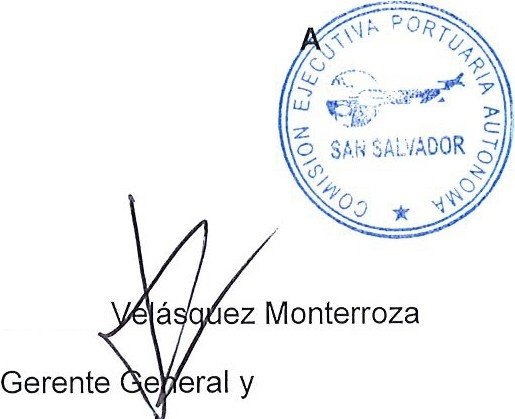 A
COMISION EJECUTIVA PORTUARIA AUTONOMA
SAN SALVADOR
Velásquez Monterroza
Gerente General y